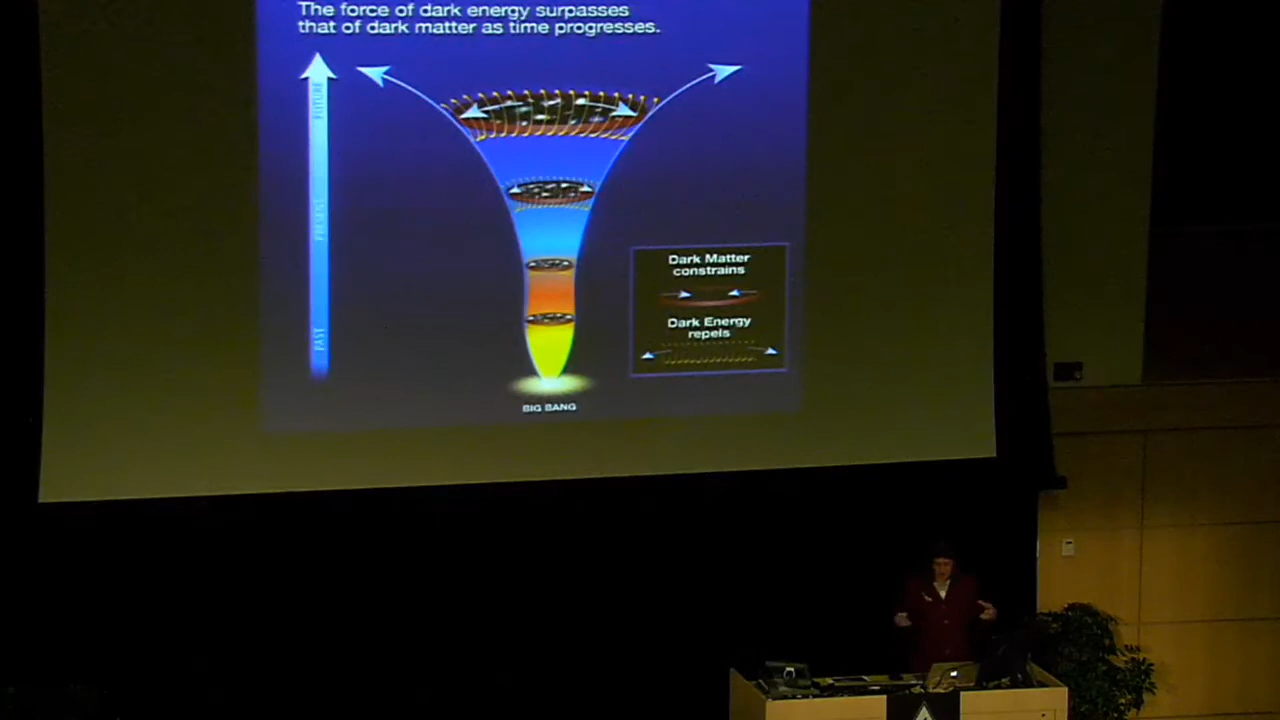 The force of dark energy surpasses
that of dark matter as time progresses.
FUTURE
PRESENT
PAST
Dark Matter
constrains
Dark Energy
repels
BIG BANG